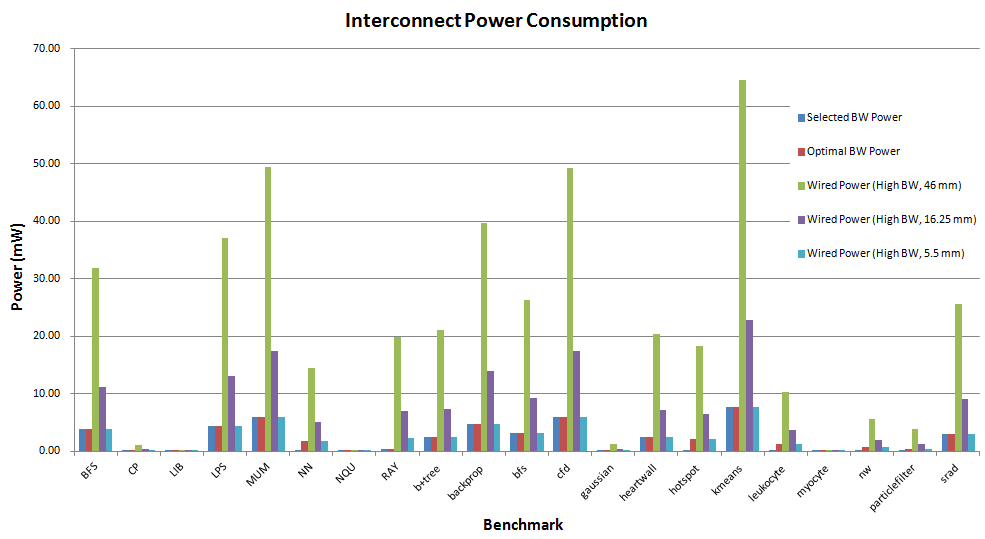 Interconnect Power Consumption
70.00
60.00
50.00
40.00
30.00
20.00
10.00
0.00
Power (mW)
Selected BW Power
Optimal BW Power
Wired Power (High BW, 46 mm)
Wired Power (High BW, 16.25 mm)
Wired Power (High BW, 5.5 mm)
BFS
CP
LIB
LPS
MUM
NN
NQU
RAY
b+tree
backprop
bfs
cfd
gaussian
heartwall
hotspot
kmeans
leukocyte
myocyte
nw
particlefilter
srad
Benchmark